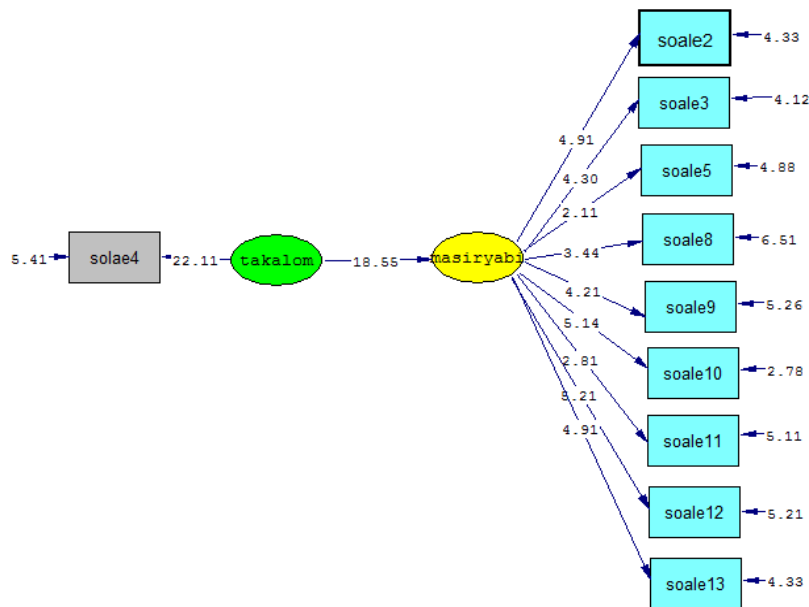 soale2
4.33
soale3
4.12
4.91
soale5
4.88
4.30
2.11
soale8
6.51
3.44
5.41
solae4
22.11
takalom
18.55
masiryabi
4.21
soale9
5.26
5.14
soale10
2.78
2.81
4.91
soale11
5.11
soale12
5.21
soale13
4.33